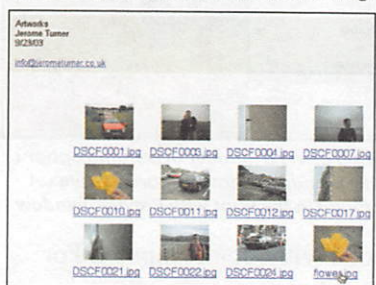 Artworks
Jerome Turner
9/23/03
info@jerometurner.co.uk
DSCF0001.jpg DSCF0003.jpg DSCF0004.jpg DSCF0007.jpg
DSCF0010.jpg DSCF0011.jpg DSCF0012.jpg DSCF0017.jpg
DSCF0021.jpg DSCF0022.jpg DSCF0024.jpg flower.jpg